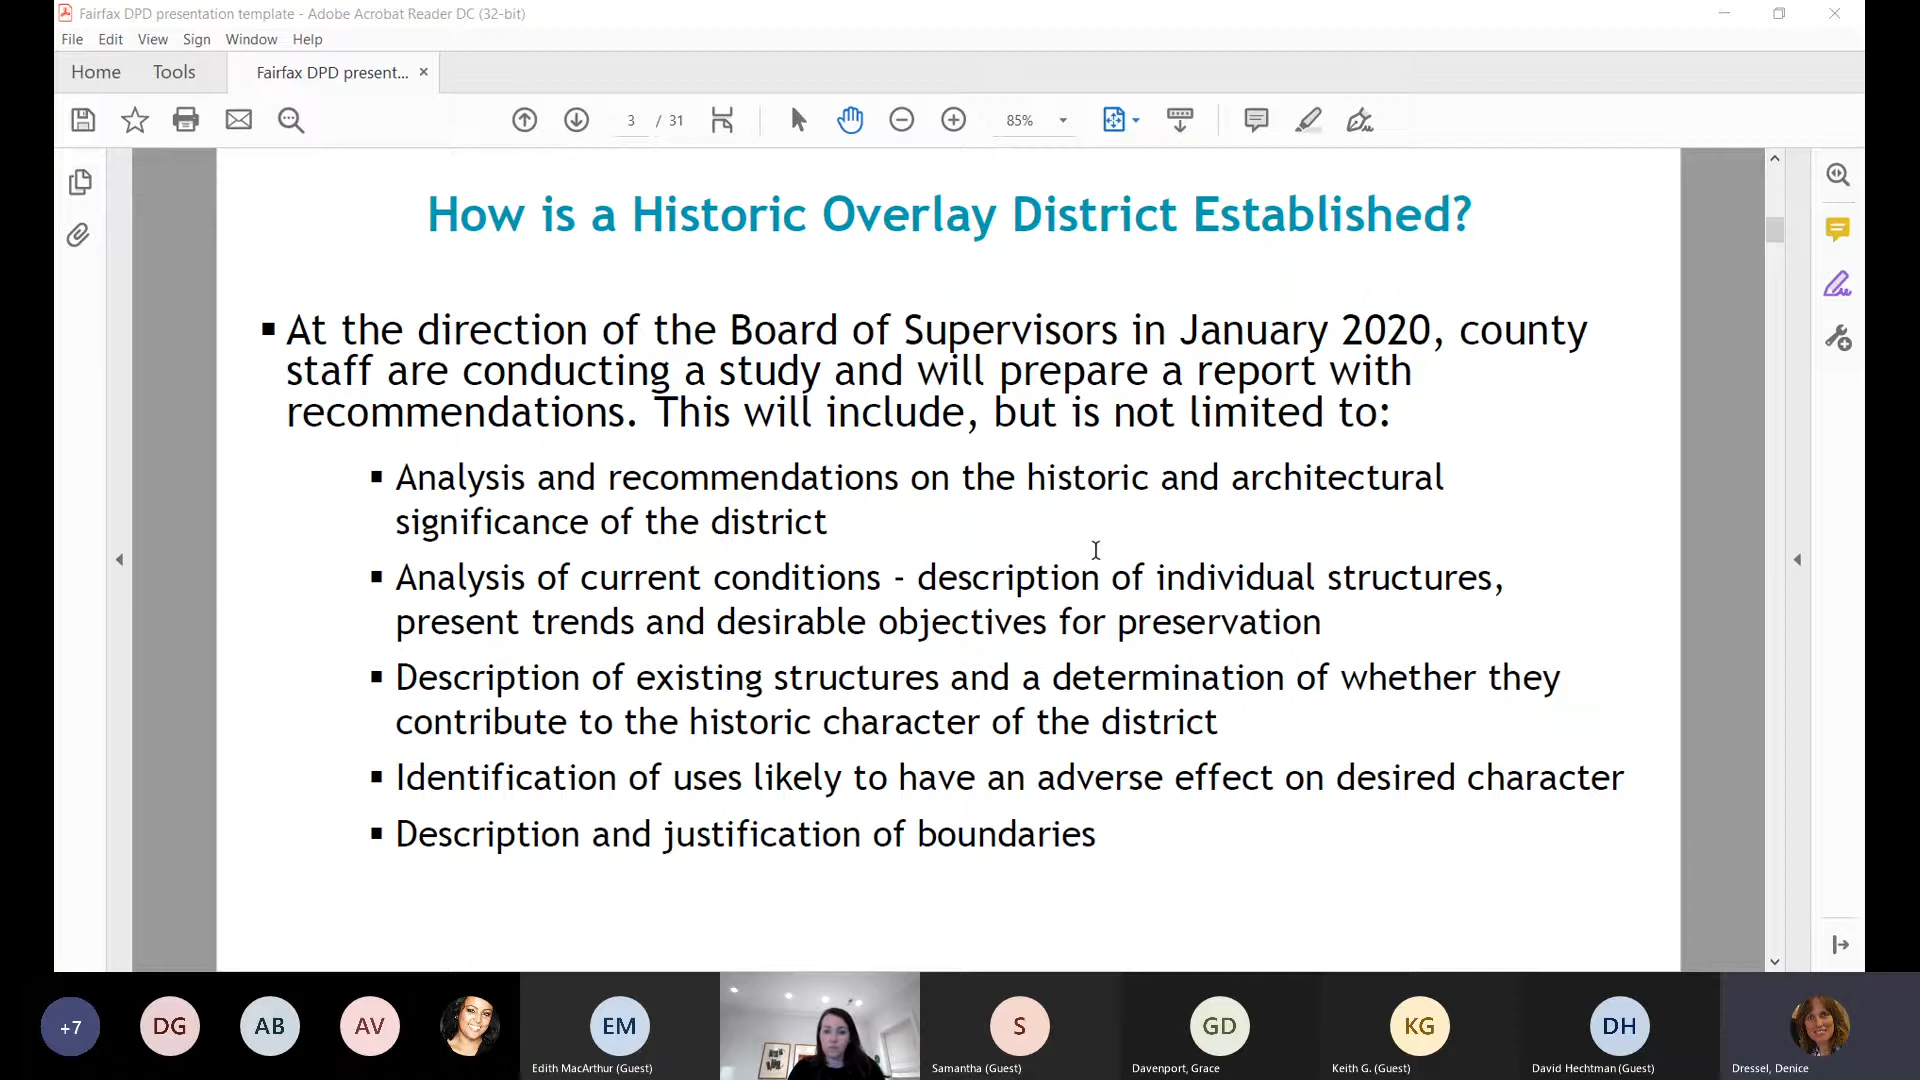 Fairfax DPD presentation template - Adobe Acrobat Reader DC (32-bit)
File Edit View Sign Window Help
Home Tools Fairfax DPD present... ×
3 / 31 85%
How is a Historic Overlay District Established?
▪ At the direction of the Board of Supervisors in January 2020, county
staff are conducting a study and will prepare a report with
recommendations. This will include, but is not limited to:
▪ Analysis and recommendations on the historic and architectural
significance of the district
▪ Analysis of current conditions - description of individual structures,
present trends and desirable objectives for preservation
▪ Description of existing structures and a determination of whether they
contribute to the historic character of the district
▪ Identification of uses likely to have an adverse effect on desired character
▪ Description and justification of boundaries
+7 DG AB AV EM S GD KG DH
Edith MacArthur (Guest) Samantha (Guest) Davenport, Grace Keith G. (Guest) David Hechtman (Guest) Dressel, Denice